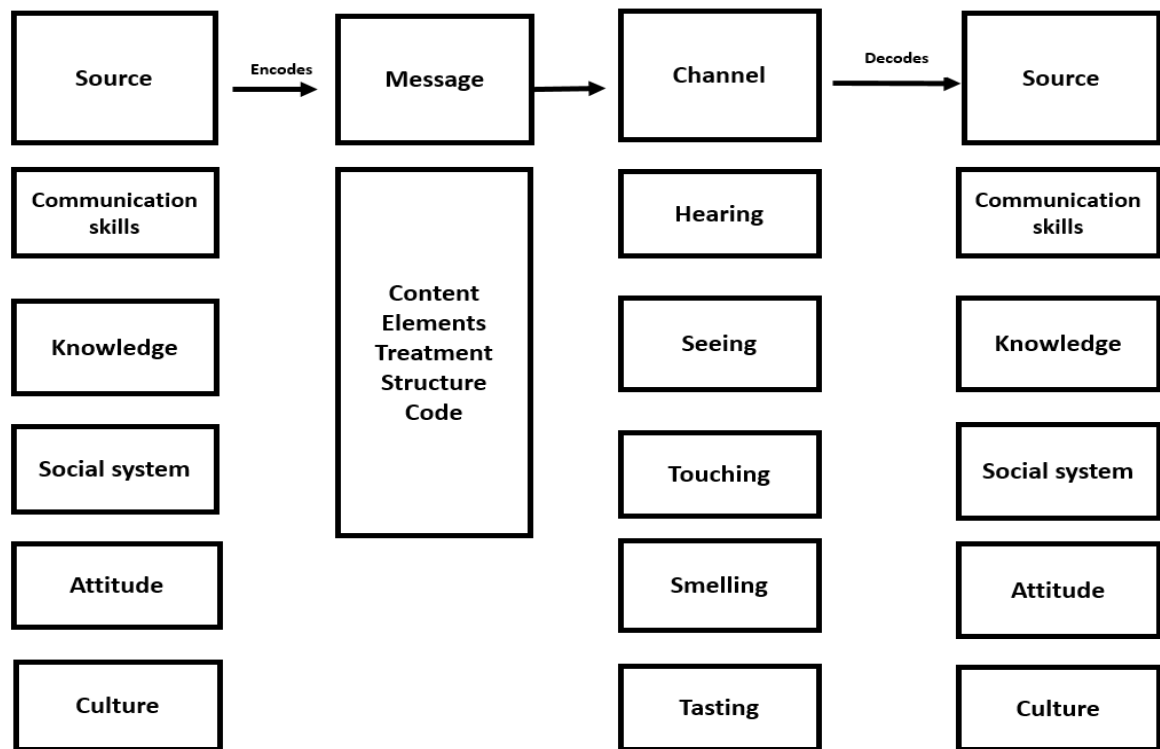 Source
Encodes
Message
Channel
Decodes
Source
Communication
skills
Knowledge
Social system
Attitude
Culture
Content
Elements
Treatment
Structure
Code
Hearing
Seeing
Touching
Smelling
Tasting
Communication
skills
Knowledge
Social system
Attitude
Culture